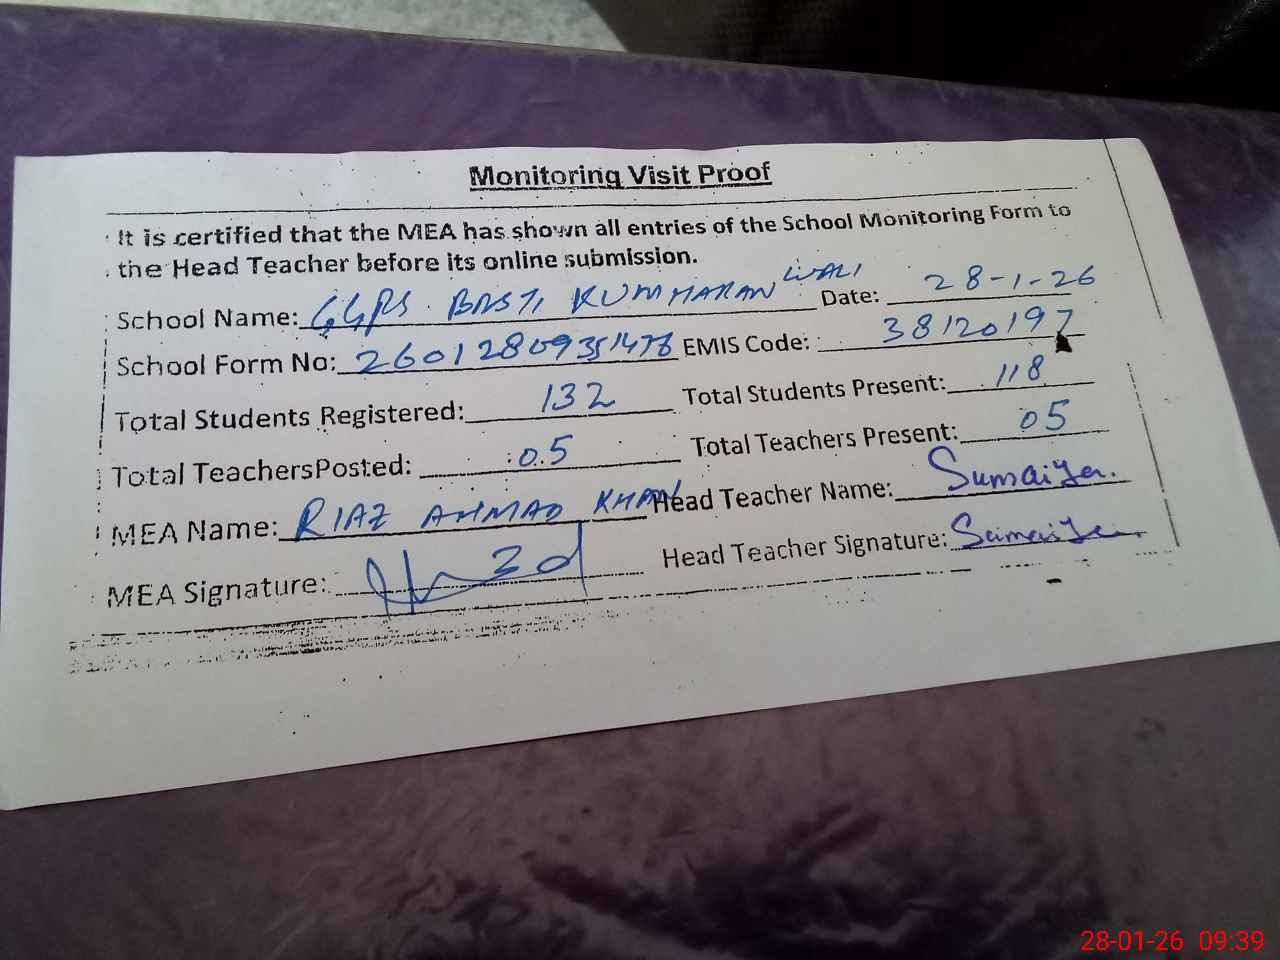 Monitoring Visit Proof
It is certified that the MEA has shown all entries of the School Monitoring Form to
the Head Teacher before its online submission.
School Name: GGPS BASTI KUMHARAN WALI Date: 28-1-26
School Form No: 26012809351478 EMIS Code: 38120197
Total Students Registered: 132 Total Students Present: 118
Total TeachersPosted: 05 Total Teachers Present: 05
MEA Name: RIAZ AHMAD KHAN Head Teacher Name: Sumaiya.
MEA Signature: Head Teacher Signature: Sumaiya
28-01-26 09:39